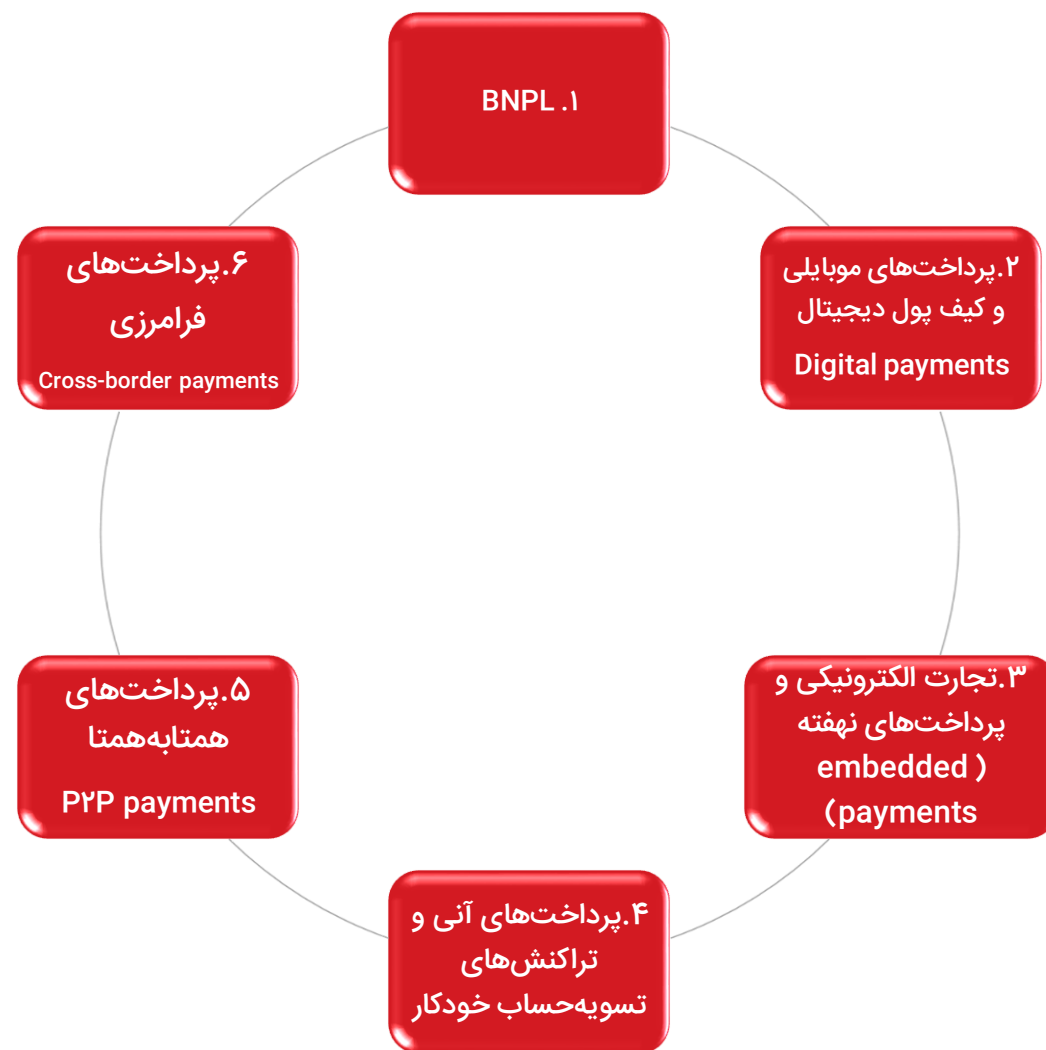 ۱. BNPL
۲.پرداخت‌های موبایلی
و کیف پول دیجیتال
Digital payments
۳.تجارت الکترونیکی و
پرداخت‌های نهفته
(embedded
payments)
۴.پرداخت‌های آنی و
تراکنش‌های
تسویه‌حساب خودکار
۵.پرداخت‌های
همتابه‌همتا
P۲P payments
۶.پرداخت‌های
فرامرزی
Cross-border payments